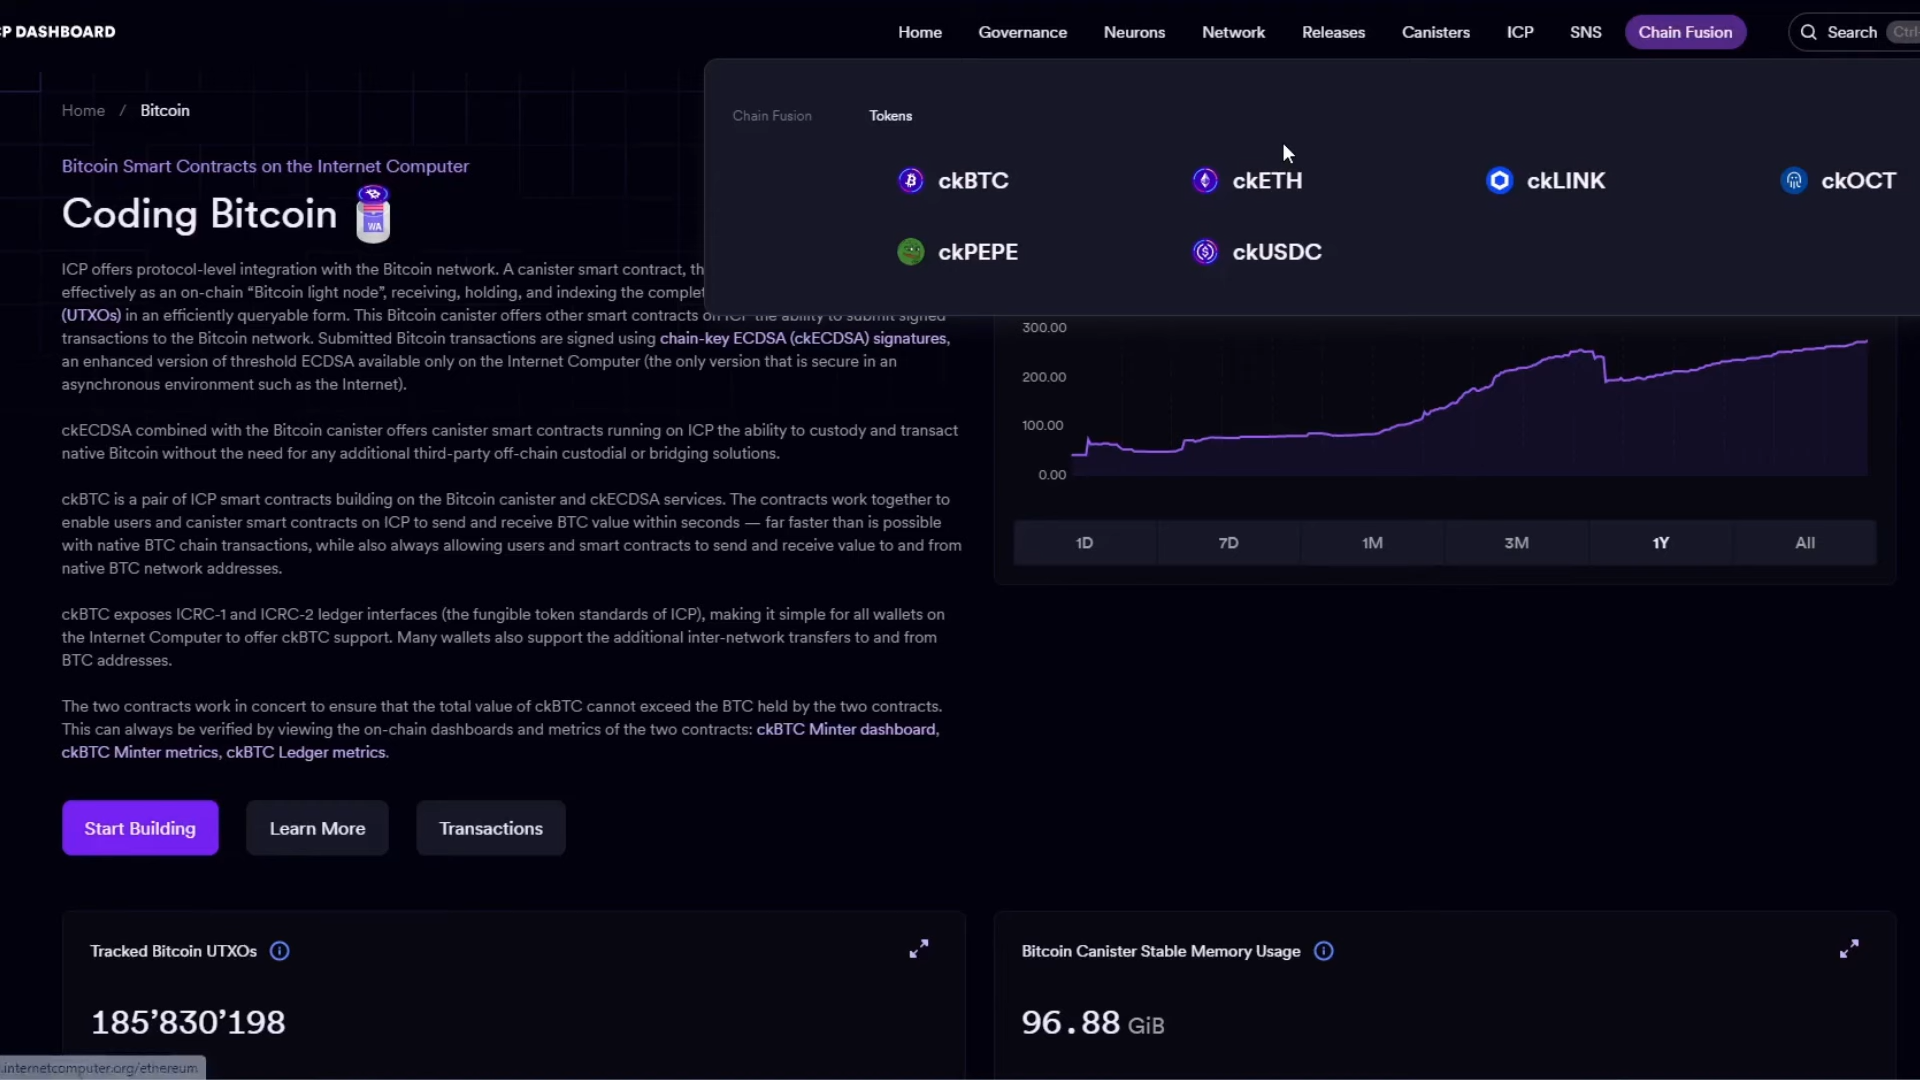 CP DASHBOARD
Home Governance Neurons Network Releases Canisters ICP SNS Chain Fusion Search Ctrl
Home / Bitcoin
Chain Fusion Tokens
ckBTC ckETH ckLINK ckOCT
ckPEPE ckUSDC
Bitcoin Smart Contracts on the Internet Computer
Coding Bitcoin
WA
ICP offers protocol-level integration with the Bitcoin network. A canister smart contract,
effectively as an on-chain “Bitcoin light node”, receiving, holding, and indexing the
(UTXOs) in an efficiently queryable form. This Bitcoin canister offers other smart contracts on ICP the ability to submit signed
transactions to the Bitcoin network. Submitted Bitcoin transactions are signed using chain-key ECDSA (ckECDSA) signatures,
an enhanced version of threshold ECDSA available only on the Internet Computer (the only version that is secure in an
asynchronous environment such as the Internet).
ckECDSA combined with the Bitcoin canister offers canister smart contracts running on ICP the ability to custody and transact
native Bitcoin without the need for any additional third-party off-chain custodial or bridging solutions.
ckBTC is a pair of ICP smart contracts building on the Bitcoin canister and ckECDSA services. The contracts work together to
enable users and canister smart contracts on ICP to send and receive BTC value within seconds — far faster than is possible
with native BTC chain transactions, while also always allowing users and smart contracts to send and receive value to and from
native BTC network addresses.
ckBTC exposes ICRC-1 and ICRC-2 ledger interfaces (the fungible token standards of ICP), making it simple for all wallets on
the Internet Computer to offer ckBTC support. Many wallets also support the additional inter-network transfers to and from
BTC addresses.
The two contracts work in concert to ensure that the total value of ckBTC cannot exceed the BTC held by the two contracts.
This can always be verified by viewing the on-chain dashboards and metrics of the two contracts: ckBTC Minter dashboard,
ckBTC Minter metrics, ckBTC Ledger metrics.
Start Building Learn More Transactions
300.00
200.00
100.00
0.00
1D 7D 1M 3M 1Y All
Tracked Bitcoin UTXOs
185’830’198
Bitcoin Canister Stable Memory Usage
96.88 GiB
.internetcomputer.org/ethereum